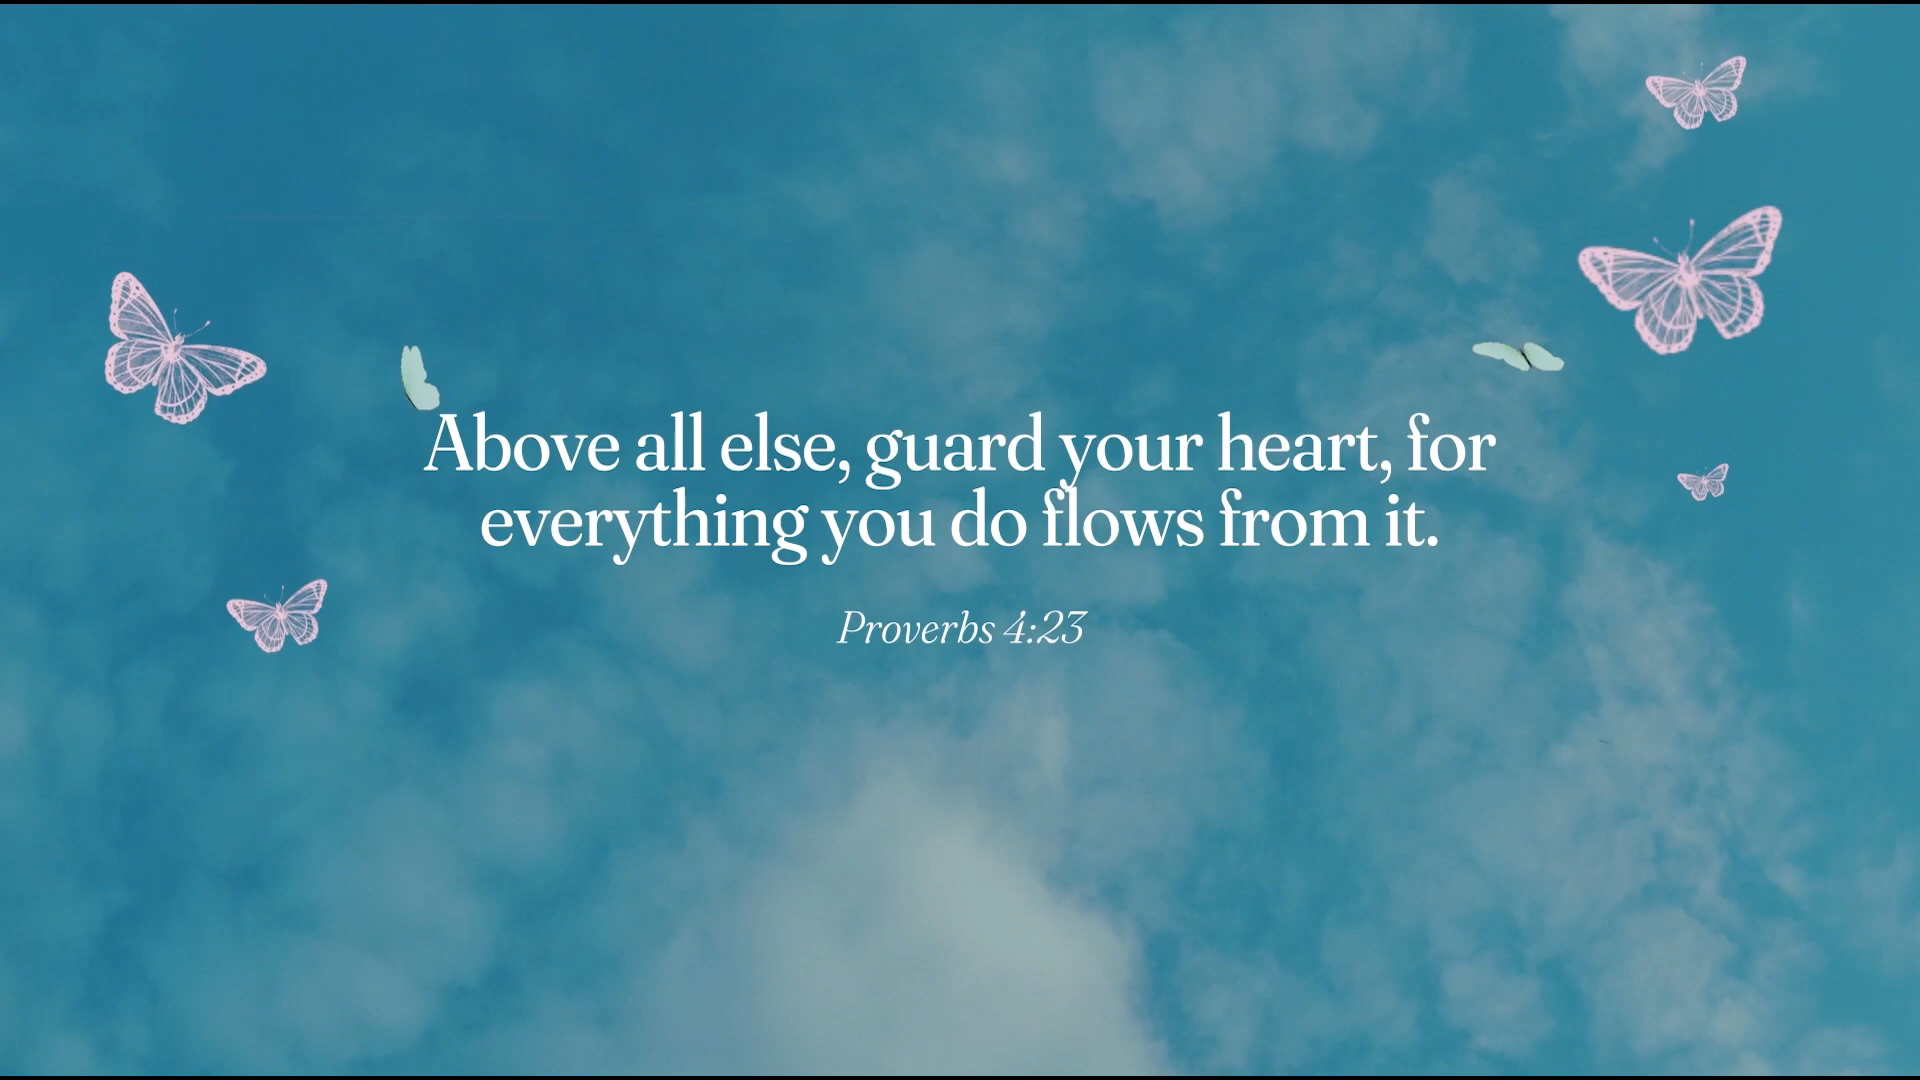 Above all else, guard your heart, for
everything you do flows from it.
Proverbs 4:23